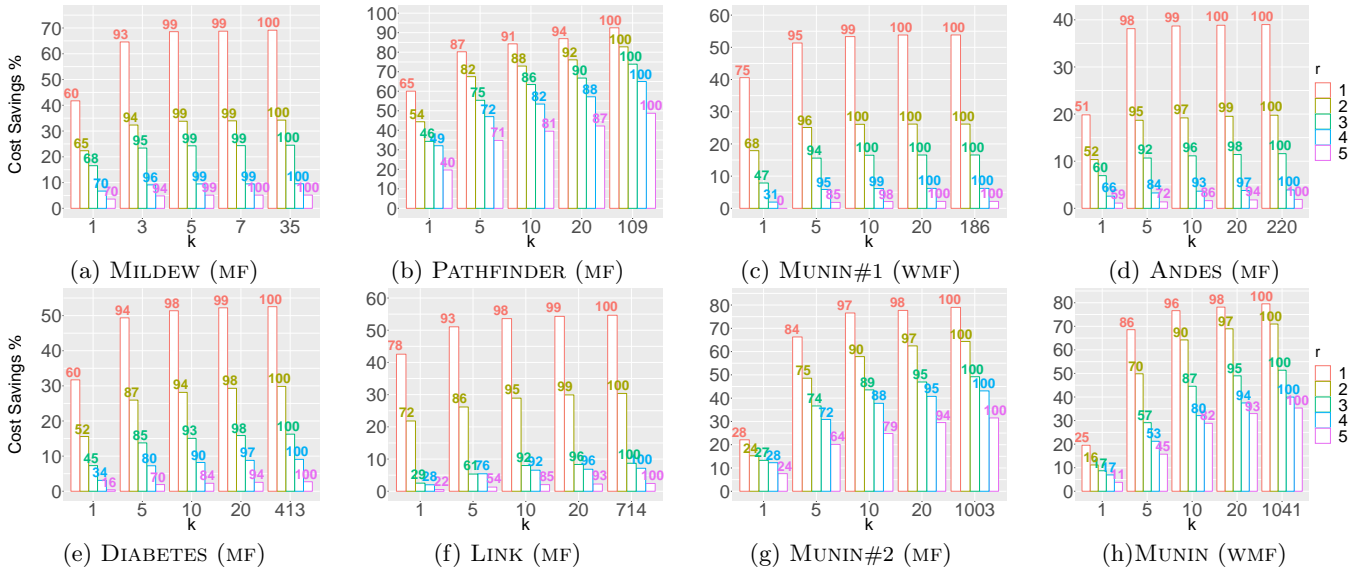 Cost Savings %
70
60
50
40
30
20
10
0
60 65 68 70 70
93 94 95 96 94
99 99 99 99 99
99 99 99 99 100
100 100 100 100 100
1 3 5 7 35
k
(a) MILDEW (MF)
100
90
80
70
60
50
40
30
20
10
0
65 54 46 49 40
87 82 75 72 71
91 88 86 82 81
94 92 90 88 87
100 100 100 100 100
1 5 10 20 109
k
(b) PATHFINDER (MF)
60
50
40
30
20
10
0
75 68 47 31 0
95 96 94 95 85
99 100 100 99 98
100 100 100 100 100
100 100 100 100 100
1 5 10 20 186
k
(c) MUNIN#1 (WMF)
40
30
20
10
0
51 52 60 66 59
98 95 92 84 72
99 97 96 93 86
100 99 98 97 94
100 100 100 100 100
1 5 10 20 220
k
(d) ANDES (MF)
r
1
2
3
4
5
Cost Savings %
50
40
30
20
10
0
60 52 45 34 16
94 87 85 80 70
98 94 93 90 84
99 98 98 97 94
100 100 100 100 100
1 5 10 20 413
k
(e) DIABETES (MF)
60
50
40
30
20
10
0
78 72 29 28 22
93 86 61 76 54
98 95 92 92 85
99 99 96 96 93
100 100 100 100 100
1 5 10 20 714
k
(f) LINK (MF)
80
70
60
50
40
30
20
10
0
28 24 27 28 24
84 75 74 72 64
97 90 89 88 79
98 97 95 95 94
100 100 100 100 100
1 5 10 20 1003
k
(g) MUNIN#2 (MF)
80
70
60
50
40
30
20
10
0
25 16 17 17 11
86 70 57 53 45
96 90 87 80 82
98 97 95 94 93
100 100 100 100 100
1 5 10 20 1041
k
(h)MUNIN (WMF)
r
1
2
3
4
5